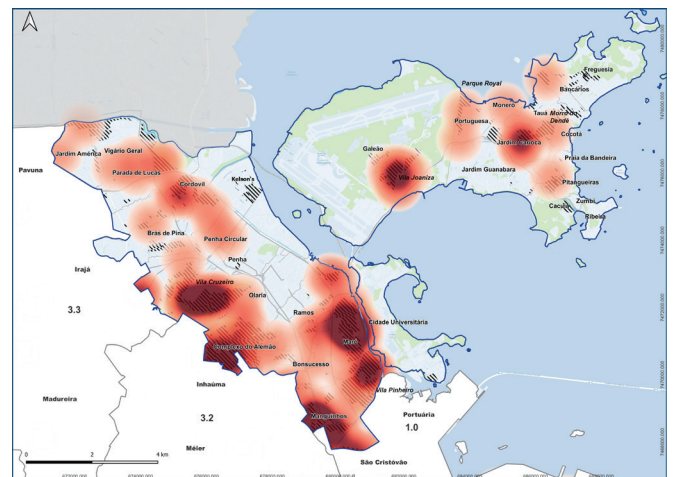 Freguesia
Parque Royal
Bancários
Monero
Tauá Morro do
Dendê
Portuguesa
Cocotá
Jardim Carioca
Vigário Geral
Galeão
Jardim América
Praia da Bandeira
Pavuna
Parada de Lucas
Jardim Guanabara
Vila Joaniza
Kelson's
Pitangueiras
Cordovil
Zumbi
Cacuia
Ribeira
Brás de Pina
Penha Circular
Penha
Irajá
Vila Cruzeiro
Olaria
3.3
Ramos
Cidade Universitária
Maré
Complexo do Alemão
Bonsucesso
Inhaúma
Vila Pinheiro
Madureira
Manguinhos
Portuária
3.2
1.0
Méier
São Cristóvão
0 2 4 km